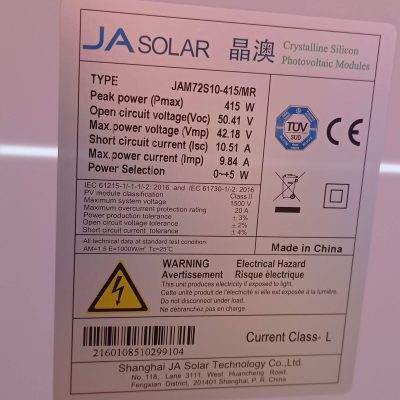 JA SOLAR 晶澳 Crystalline Silicon
Photovoltaic Modules
TYPE JAM72S10-415/MR
Peak power (Pmax) 415 W
Open circuit voltage(Voc) 50.41 V
Max.power voltage (Vmp) 42.18 V
Short circuit current (Isc) 10.51 A
Max.power current (Imp) 9.84 A
Power Selection 0~+5 W
TÜV
SUD
CE
IEC 61215-1/-1-1/-2: 2016 and IEC 61730-1/-2: 2016
PV module classification Class II
Maximum system voltage 1500 V
Maximum overcurrent protection rating 20 A
Power production tolerance ± 3%
Open circuit voltage tolerance ± 2%
Short circuit current tolerance ± 4%
All technical data at standard test condition
AM=1.5 E=1000W/m² Tc=25°C
Made in China
WARNING Electrical Hazard
Avertissement Risque électrique
This unit produces electricity if exposed to light.
Cette unité produit de l'électricité si elle est exposée à la lumière.
Do not disconnect under load.
Ne pas débrancher sous charge.
2160108510299104
Current Class- L
Shanghai JA Solar Technology Co.,Ltd.
No. 118, Lane 3111, West Huancheng Road,
Fengxian District, 201401 Shanghai, P. R. China